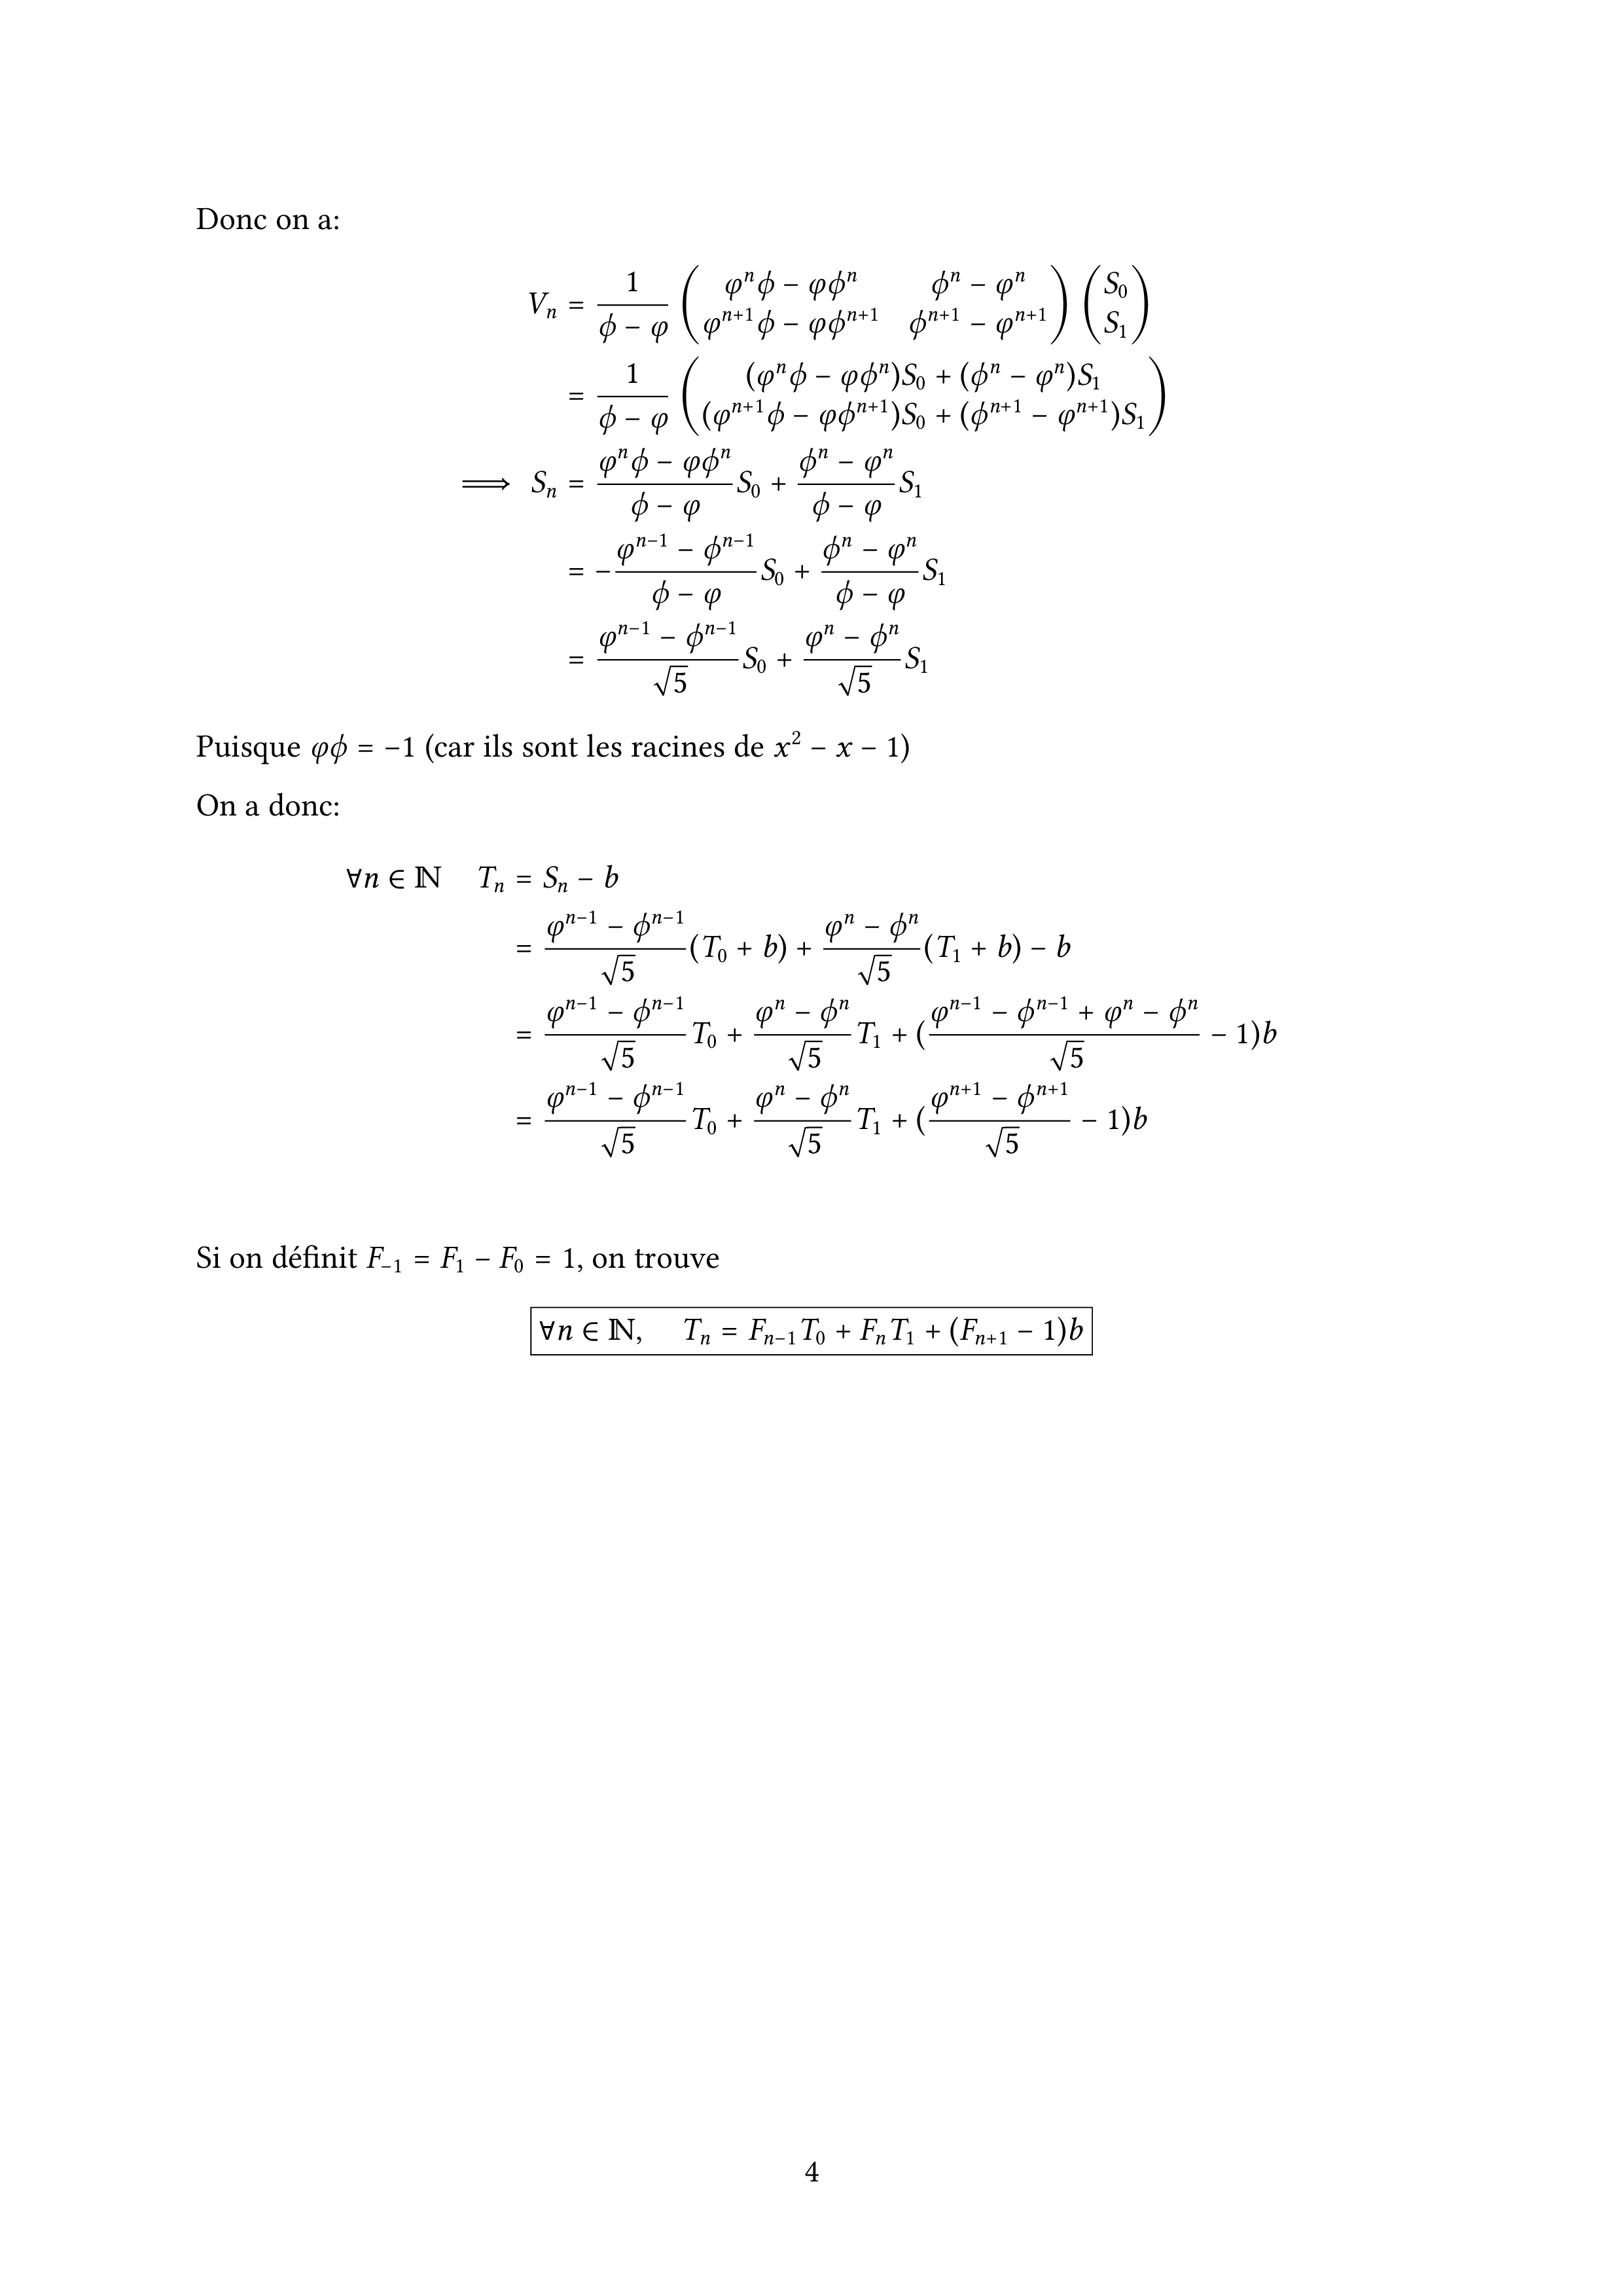 Donc on a:
$V_n = \frac{1}{\phi - \varphi} \begin{pmatrix} \varphi^n \phi - \varphi \phi^n & \phi^n - \varphi^n \\ \varphi^{n+1} \phi - \varphi \phi^{n+1} & \phi^{n+1} - \varphi^{n+1} \end{pmatrix} \begin{pmatrix} S_0 \\ S_1 \end{pmatrix}$
$= \frac{1}{\phi - \varphi} \begin{pmatrix} (\varphi^n \phi - \varphi \phi^n) S_0 + (\phi^n - \varphi^n) S_1 \\ (\varphi^{n+1} \phi - \varphi \phi^{n+1}) S_0 + (\phi^{n+1} - \varphi^{n+1}) S_1 \end{pmatrix}$
$\Longrightarrow S_n = \frac{\varphi^n \phi - \varphi \phi^n}{\phi - \varphi} S_0 + \frac{\phi^n - \varphi^n}{\phi - \varphi} S_1$
$= -\frac{\varphi^{n-1} - \phi^{n-1}}{\phi - \varphi} S_0 + \frac{\phi^n - \varphi^n}{\phi - \varphi} S_1$
$= \frac{\varphi^{n-1} - \phi^{n-1}}{\sqrt{5}} S_0 + \frac{\varphi^n - \phi^n}{\sqrt{5}} S_1$
Puisque $\varphi \phi = -1$ (car ils sont les racines de $x^2 - x - 1$)
On a donc:
$\forall n \in \mathbb{N} \quad T_n = S_n - b$
$= \frac{\varphi^{n-1} - \phi^{n-1}}{\sqrt{5}} (T_0 + b) + \frac{\varphi^n - \phi^n}{\sqrt{5}} (T_1 + b) - b$
$= \frac{\varphi^{n-1} - \phi^{n-1}}{\sqrt{5}} T_0 + \frac{\varphi^n - \phi^n}{\sqrt{5}} T_1 + (\frac{\varphi^{n-1} - \phi^{n-1} + \varphi^n - \phi^n}{\sqrt{5}} - 1) b$
$= \frac{\varphi^{n-1} - \phi^{n-1}}{\sqrt{5}} T_0 + \frac{\varphi^n - \phi^n}{\sqrt{5}} T_1 + (\frac{\varphi^{n+1} - \phi^{n+1}}{\sqrt{5}} - 1) b$
Si on définit $F_{-1} = F_1 - F_0 = 1$, on trouve
$\forall n \in \mathbb{N}, \quad T_n = F_{n-1} T_0 + F_n T_1 + (F_{n+1} - 1) b$
4